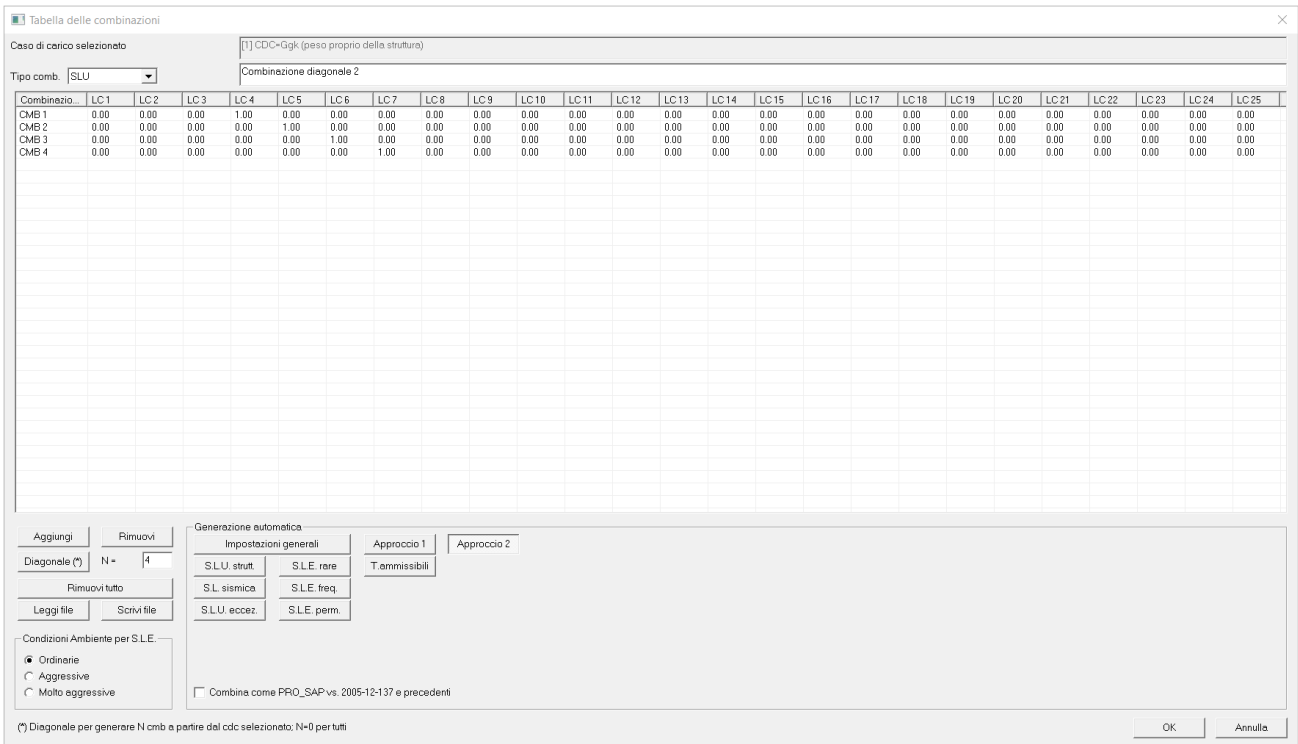 Tabella delle combinazioni
Caso di carico selezionato [1] CDC=Ggk (peso proprio della struttura)
Tipo comb. SLU Combinazione diagonale 2
Combinazio... LC 1 LC 2 LC 3 LC 4 LC 5 LC 6 LC 7 LC 8 LC 9 LC 10 LC 11 LC 12 LC 13 LC 14 LC 15 LC 16 LC 17 LC 18 LC 19 LC 20 LC 21 LC 22 LC 23 LC 24 LC 25
CMB 1 0.00 0.00 0.00 1.00 0.00 0.00 0.00 0.00 0.00 0.00 0.00 0.00 0.00 0.00 0.00 0.00 0.00 0.00 0.00 0.00 0.00 0.00 0.00 0.00 0.00
CMB 2 0.00 0.00 0.00 0.00 1.00 0.00 0.00 0.00 0.00 0.00 0.00 0.00 0.00 0.00 0.00 0.00 0.00 0.00 0.00 0.00 0.00 0.00 0.00 0.00 0.00
CMB 3 0.00 0.00 0.00 0.00 0.00 1.00 0.00 0.00 0.00 0.00 0.00 0.00 0.00 0.00 0.00 0.00 0.00 0.00 0.00 0.00 0.00 0.00 0.00 0.00 0.00
CMB 4 0.00 0.00 0.00 0.00 0.00 0.00 1.00 0.00 0.00 0.00 0.00 0.00 0.00 0.00 0.00 0.00 0.00 0.00 0.00 0.00 0.00 0.00 0.00 0.00 0.00
Aggiungi Rimuovi
Diagonale (*) N = 4
Rimuovi tutto
Leggi file Scrivi file
Condizioni Ambiente per S.L.E.
Ordinarie
Aggressive
Molto aggressive
Generazione automatica
Impostazioni generali Approccio 1 Approccio 2
S.L.U. strutt. S.L.E. rare T.ammissibili
S.L. sismica S.L.E. freq.
S.L.U. eccez. S.L.E. perm.
Combina come PRO_SAP vs. 2005-12-137 e precedenti
(*) Diagonale per generare N cmb a partire dal cdc selezionato; N=0 per tutti
OK Annulla